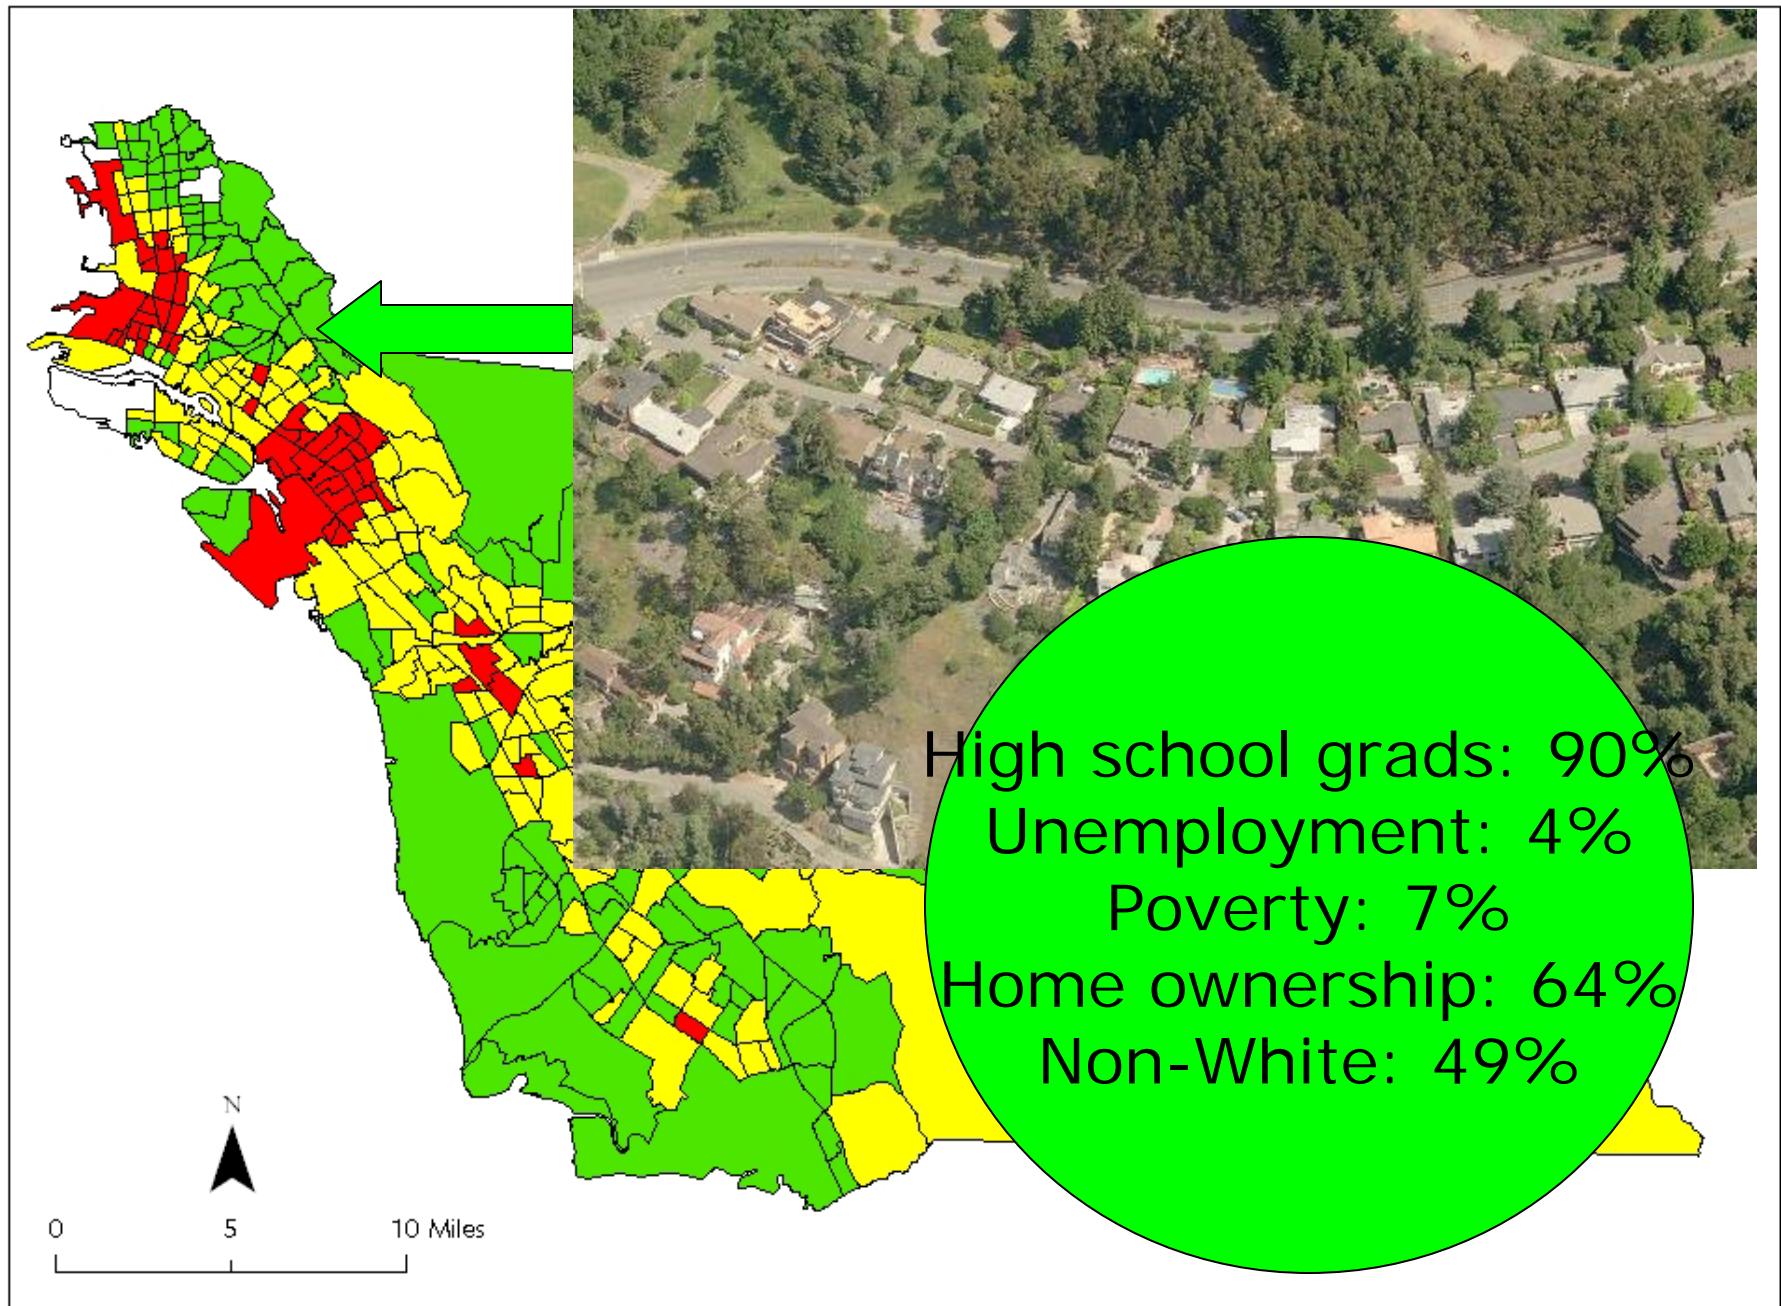 High school grads: 90%
Unemployment: 4%
Poverty: 7%
Home ownership: 64%
Non-White: 49%
N
0 5 10 Miles